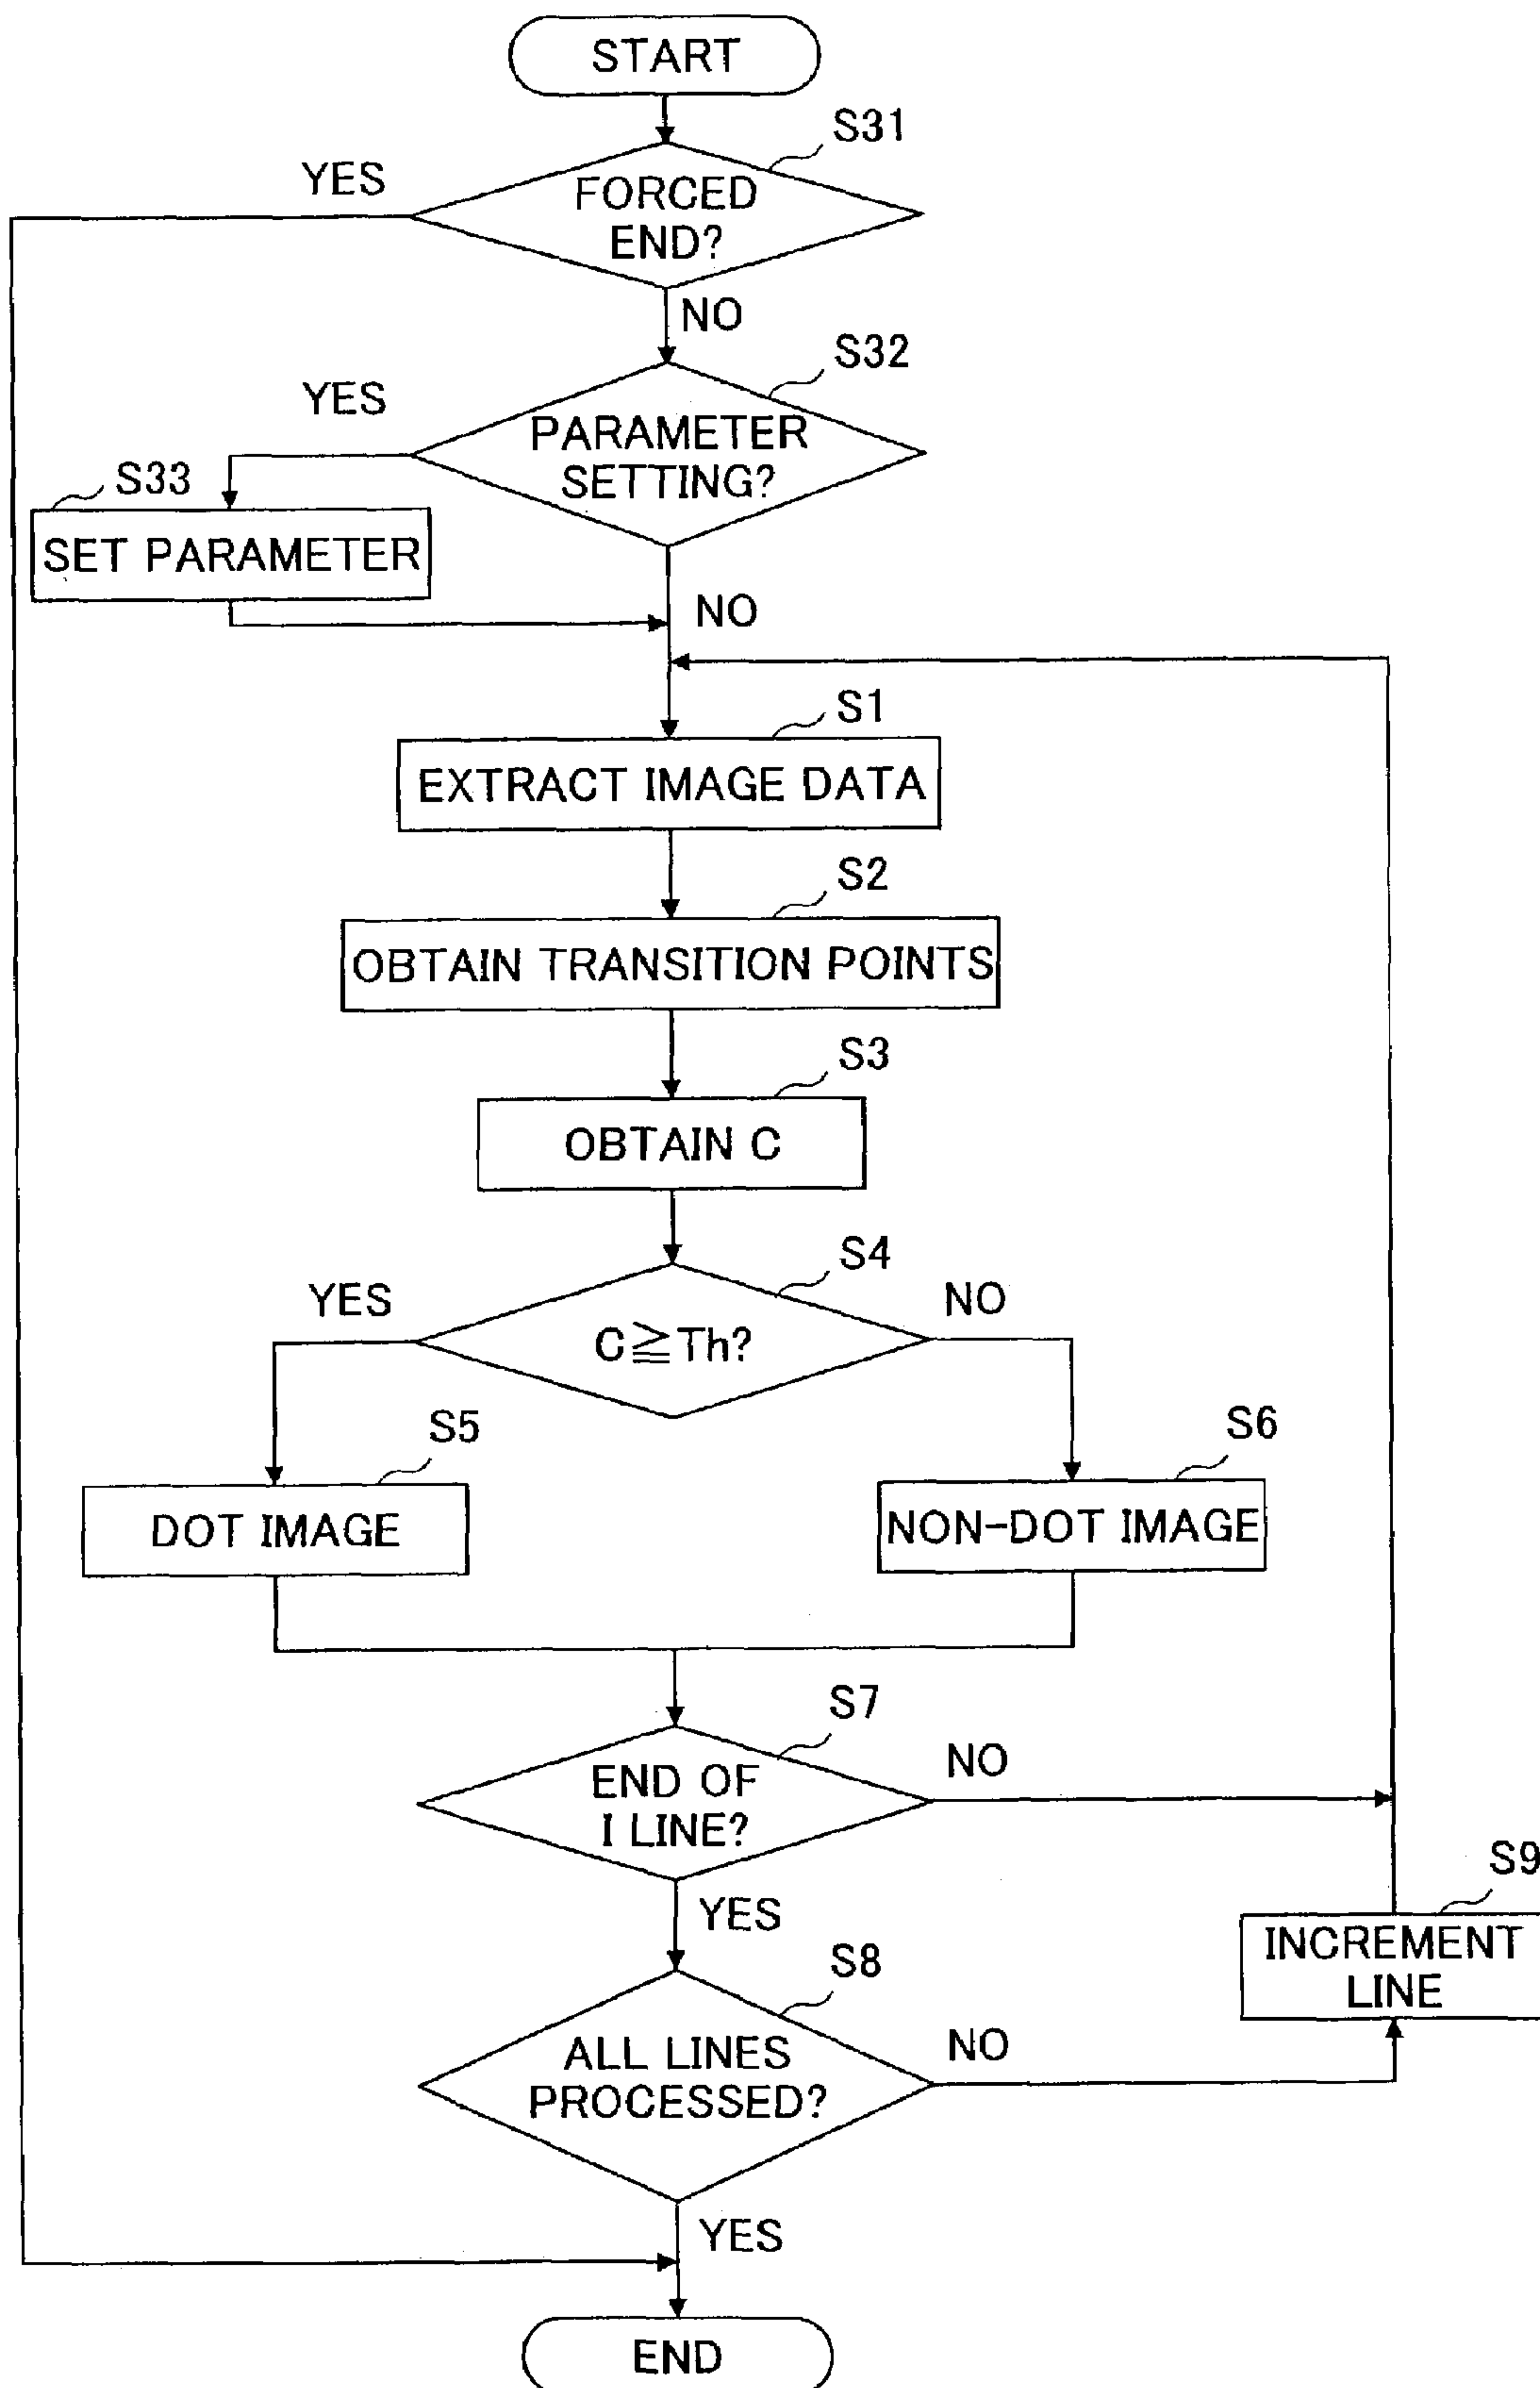 START
S31
YES
FORCED
END?
NO
S32
YES
PARAMETER
SETTING?
S33
SET PARAMETER
NO
S1
EXTRACT IMAGE DATA
S2
OBTAIN TRANSITION POINTS
S3
OBTAIN C
S4
YES
NO
C≧Th?
S5
S6
DOT IMAGE
NON-DOT IMAGE
S7
NO
END OF
I LINE?
S9
YES
INCREMENT
LINE
S8
NO
ALL LINES
PROCESSED?
YES
END